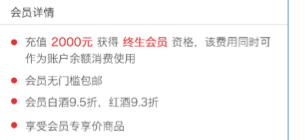 会员详情
充值 2000元 获得 终生会员 资格，该费用同时可
作为账户余额消费使用
会员无门槛包邮
会员白酒9.5折，红酒9.3折
享受会员专享价商品